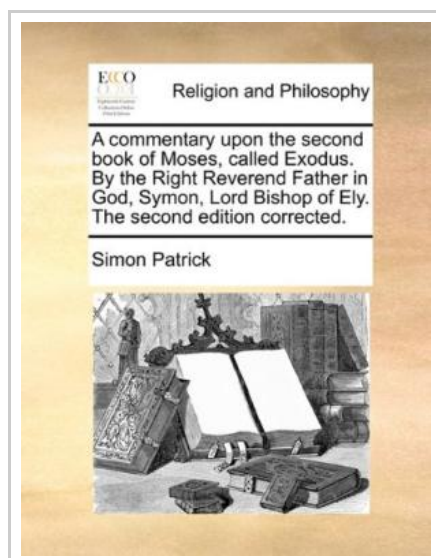 ECCO
Religion and Philosophy
A commentary upon the second
book of Moses, called Exodus.
By the Right Reverend Father in
God, Symon, Lord Bishop of Ely.
The second edition corrected.
Simon Patrick